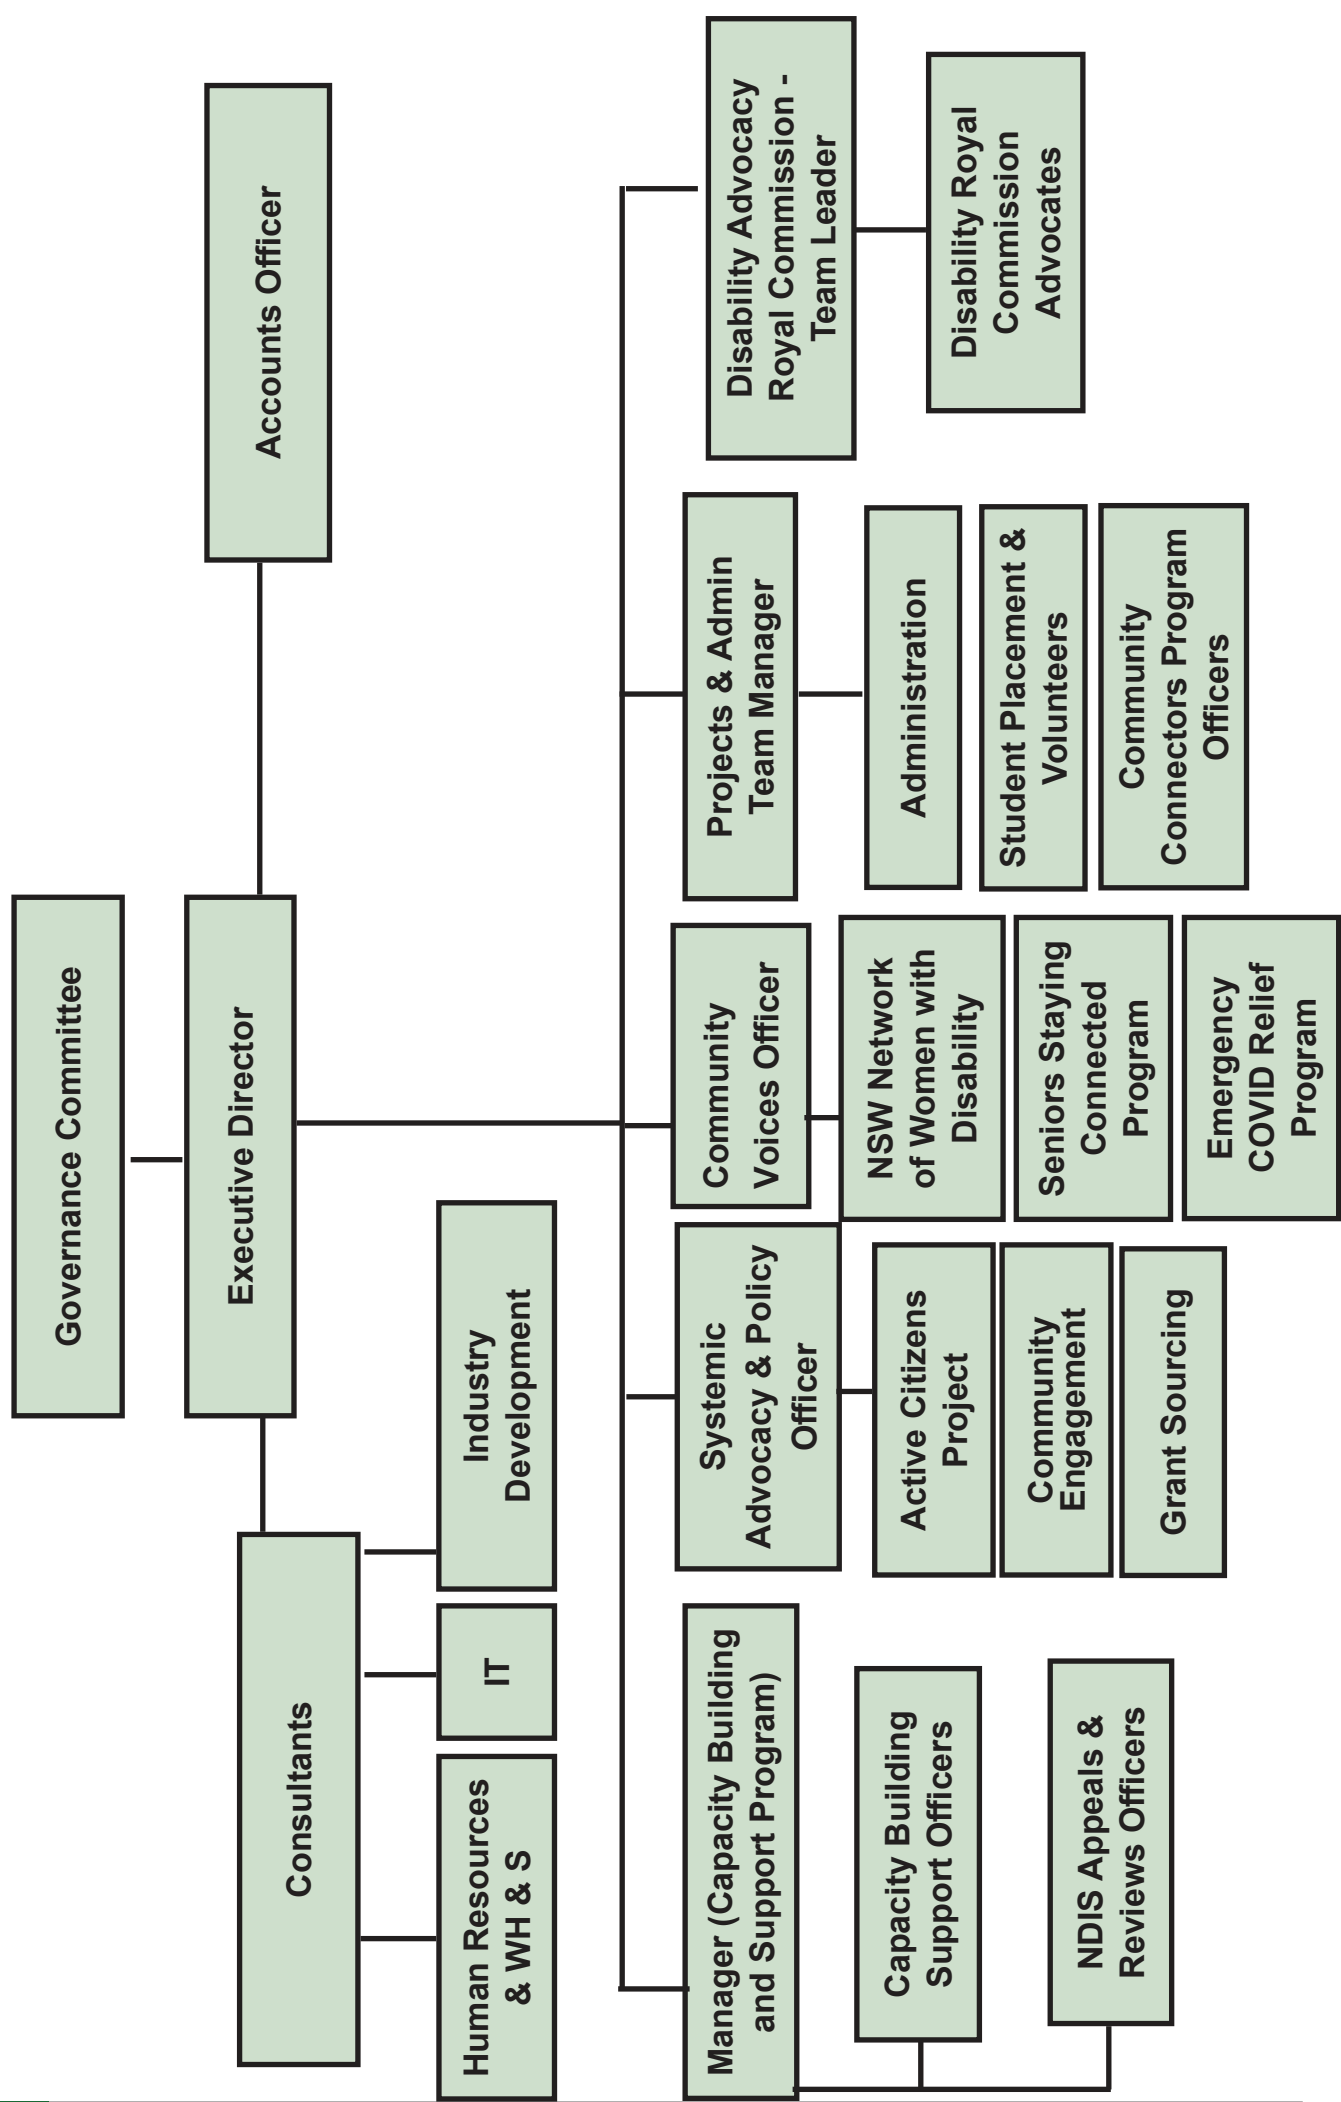 Governance Committee
Executive Director
Accounts Officer
Consultants
Human Resources
& WH & S
IT
Industry
Development
Manager (Capacity Building
and Support Program)
Capacity Building
Support Officers
NDIS Appeals &
Reviews Officers
Systemic
Advocacy & Policy
Officer
Active Citizens
Project
Community
Engagement
Grant Sourcing
Community
Voices Officer
NSW Network
of Women with
Disability
Seniors Staying
Connected
Program
Emergency
COVID Relief
Program
Projects & Admin
Team Manager
Administration
Student Placement &
Volunteers
Community
Connectors Program
Officers
Disability Advocacy
Royal Commission -
Team Leader
Disability Royal
Commission
Advocates